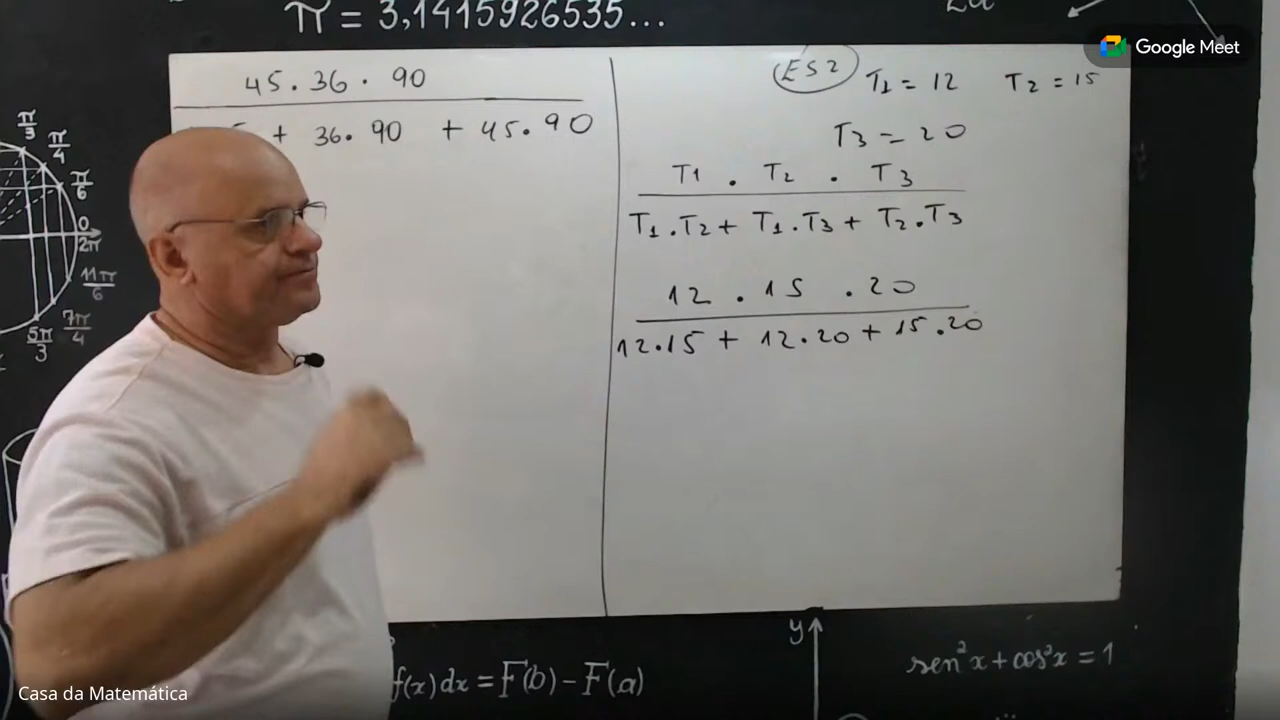 π = 3,1415926535...
Google Meet
45 . 36 . 90
+ 36 . 90 + 45 . 90
ES2 T1 = 12 T2 = 15
T3 = 20
T1 . T2 . T3
T1 . T2 + T1 . T3 + T2 . T3
12 . 15 . 20
12 . 15 + 12 . 20 + 15 . 20
π/3
π/4
π/6
0
2π
11π/6
7π/4
5π/3
f(x)dx = F(b) - F(a)
y
sen²x + cos²x = 1
Casa da Matemática